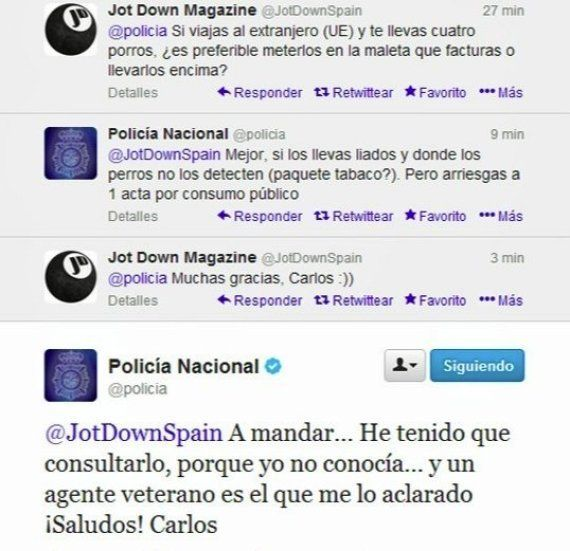 Jot Down Magazine @JotDownSpain 27 min
@policia Si viajas al extranjero (UE) y te llevas cuatro
porros, ¿es preferible meterlos en la maleta que facturas o
llevarlos encima?
Detalles Responder Retwittear Favorito Más
Policía Nacional @policia 9 min
@JotDownSpain Mejor, si los llevas liados y donde los
perros no los detecten (paquete tabaco?). Pero arriesgas a
1 acta por consumo público
Detalles Responder Retwittear Favorito Más
Jot Down Magazine @JotDownSpain 3 min
@policia Muchas gracias, Carlos :))
Detalles Responder Retwittear Favorito Más
Policía Nacional
@policia
Siguiendo
@JotDownSpain A mandar... He tenido que
consultarlo, porque yo no conocía... y un
agente veterano es el que me lo aclarado
¡Saludos! Carlos